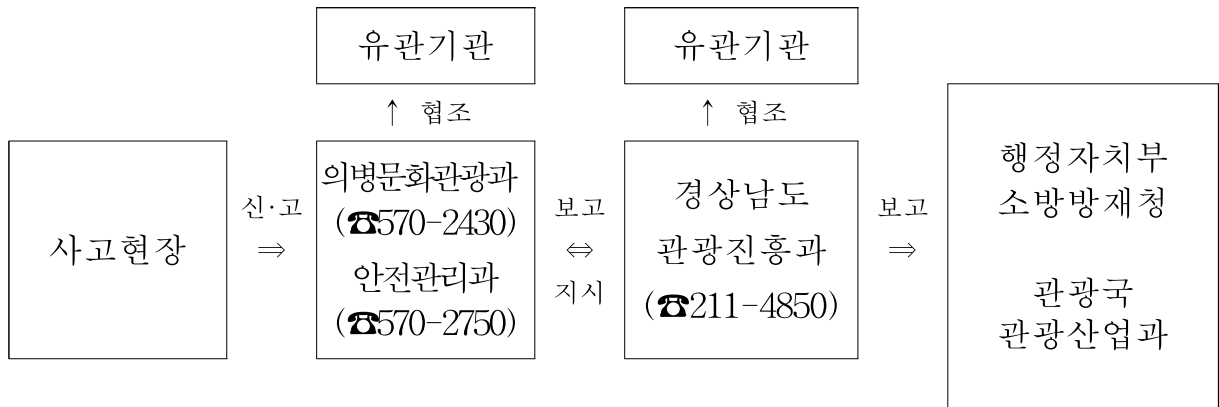 유관기관
유관기관
↑ 협조
↑ 협조
사고현장
신·고
⇒
의병문화관광과
(☎570-2430)
안전관리과
(☎570-2750)
보고
⇔
지시
경상남도
관광진흥과
(☎211-4850)
보고
⇒
행정자치부
소방방재청
관광국
관광산업과